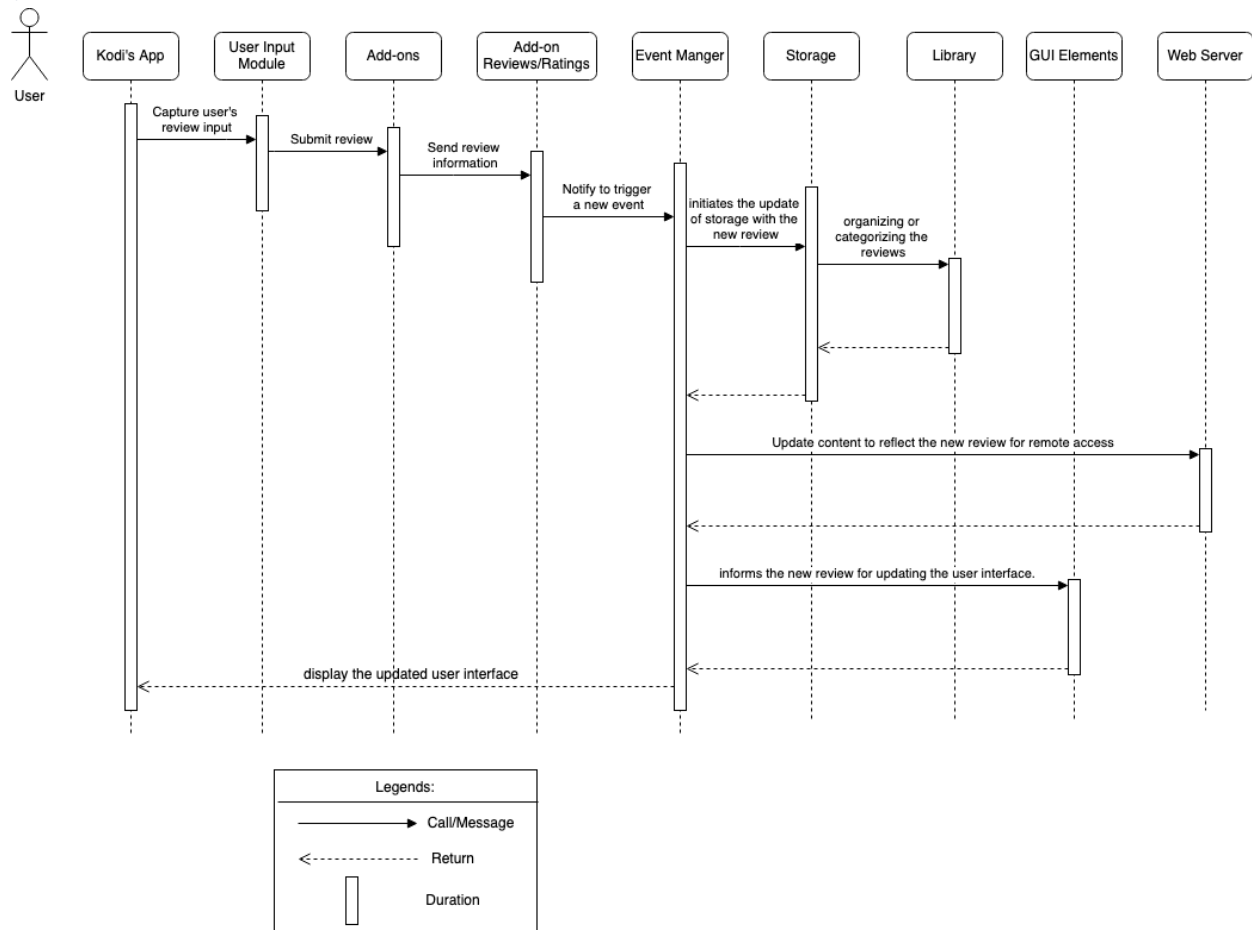 User
Kodi's App
User Input
Module
Add-ons
Add-on
Reviews/Ratings
Event Manger
Storage
Library
GUI Elements
Web Server
Capture user's
review input
Submit review
Send review
information
Notify to trigger
a new event
initiates the update
of storage with the
new review
organizing or
categorizing the
reviews
Update content to reflect the new review for remote access
informs the new review for updating the user interface.
display the updated user interface
Legends:
Call/Message
Return
Duration